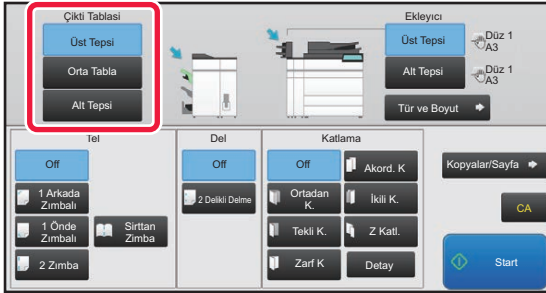 Çikti Tablasi
Üst Tepsi
Orta Tabla
Alt Tepsi
Ekleyıcı
Üst Tepsi
Düz 1
A3
Alt Tepsi
Düz 1
A3
Tür ve Boyut
Tel
Off
1 Arkada
Zımbalı
1 Önde
Zımbalı
Sirttan
Zimba
2 Zımba
Del
Off
2 Delikli Delme
Katlama
Off
Akord. K
Ortadan
K.
İkili K.
Tekli K.
Z Katl.
Zarf K
Detay
Kopyalar/Sayfa
CA
Start